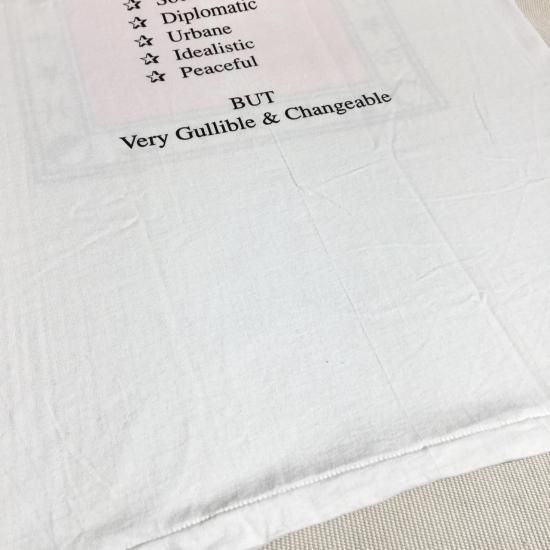 ☆ Diplomatic
☆ Urbane
☆ Idealistic
☆ Peaceful
BUT
Very Gullible & Changeable